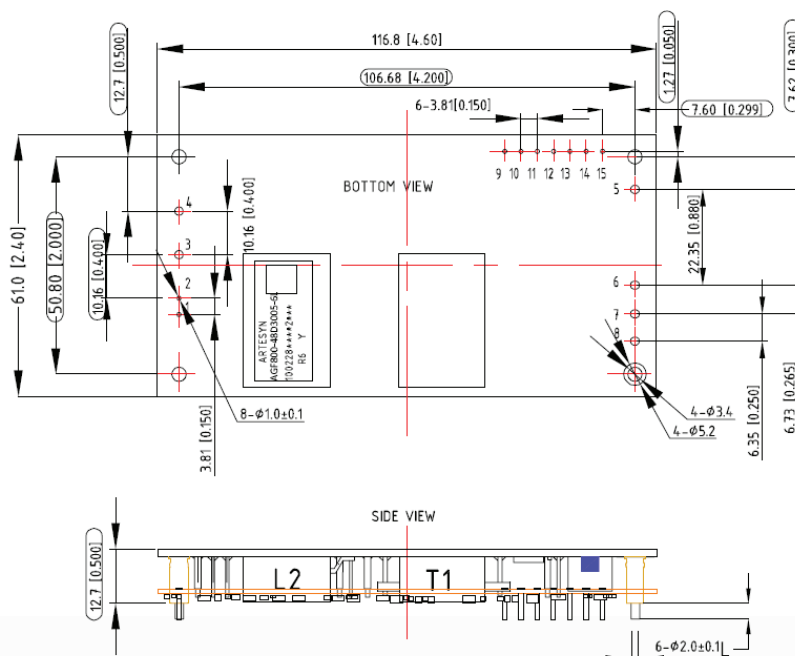 116.8 [4.60]
12.7 [0.500]
106.68 [4.200]
1.27 [0.050]
7.62 [0.300]
6-3.81[0.150]
7.60 [0.299]
9 10 11 12 13 14 15
BOTTOM VIEW
5
4
61.0 [2.40]
50.80 [2.000]
10.16 [0.400]
10.16 [0.400]
3
22.35 [0.880]
2
1
6
7
8
ARTESYN
AGF800-48D3005-6L
100228****2***
R6 Y
8-Φ1.0±0.1
3.81 [0.150]
4-Φ3.4
4-Φ5.2
6.35 [0.250]
6.73 [0.265]
SIDE VIEW
12.7 [0.500]
L2
T1
6-Φ2.0±0.1